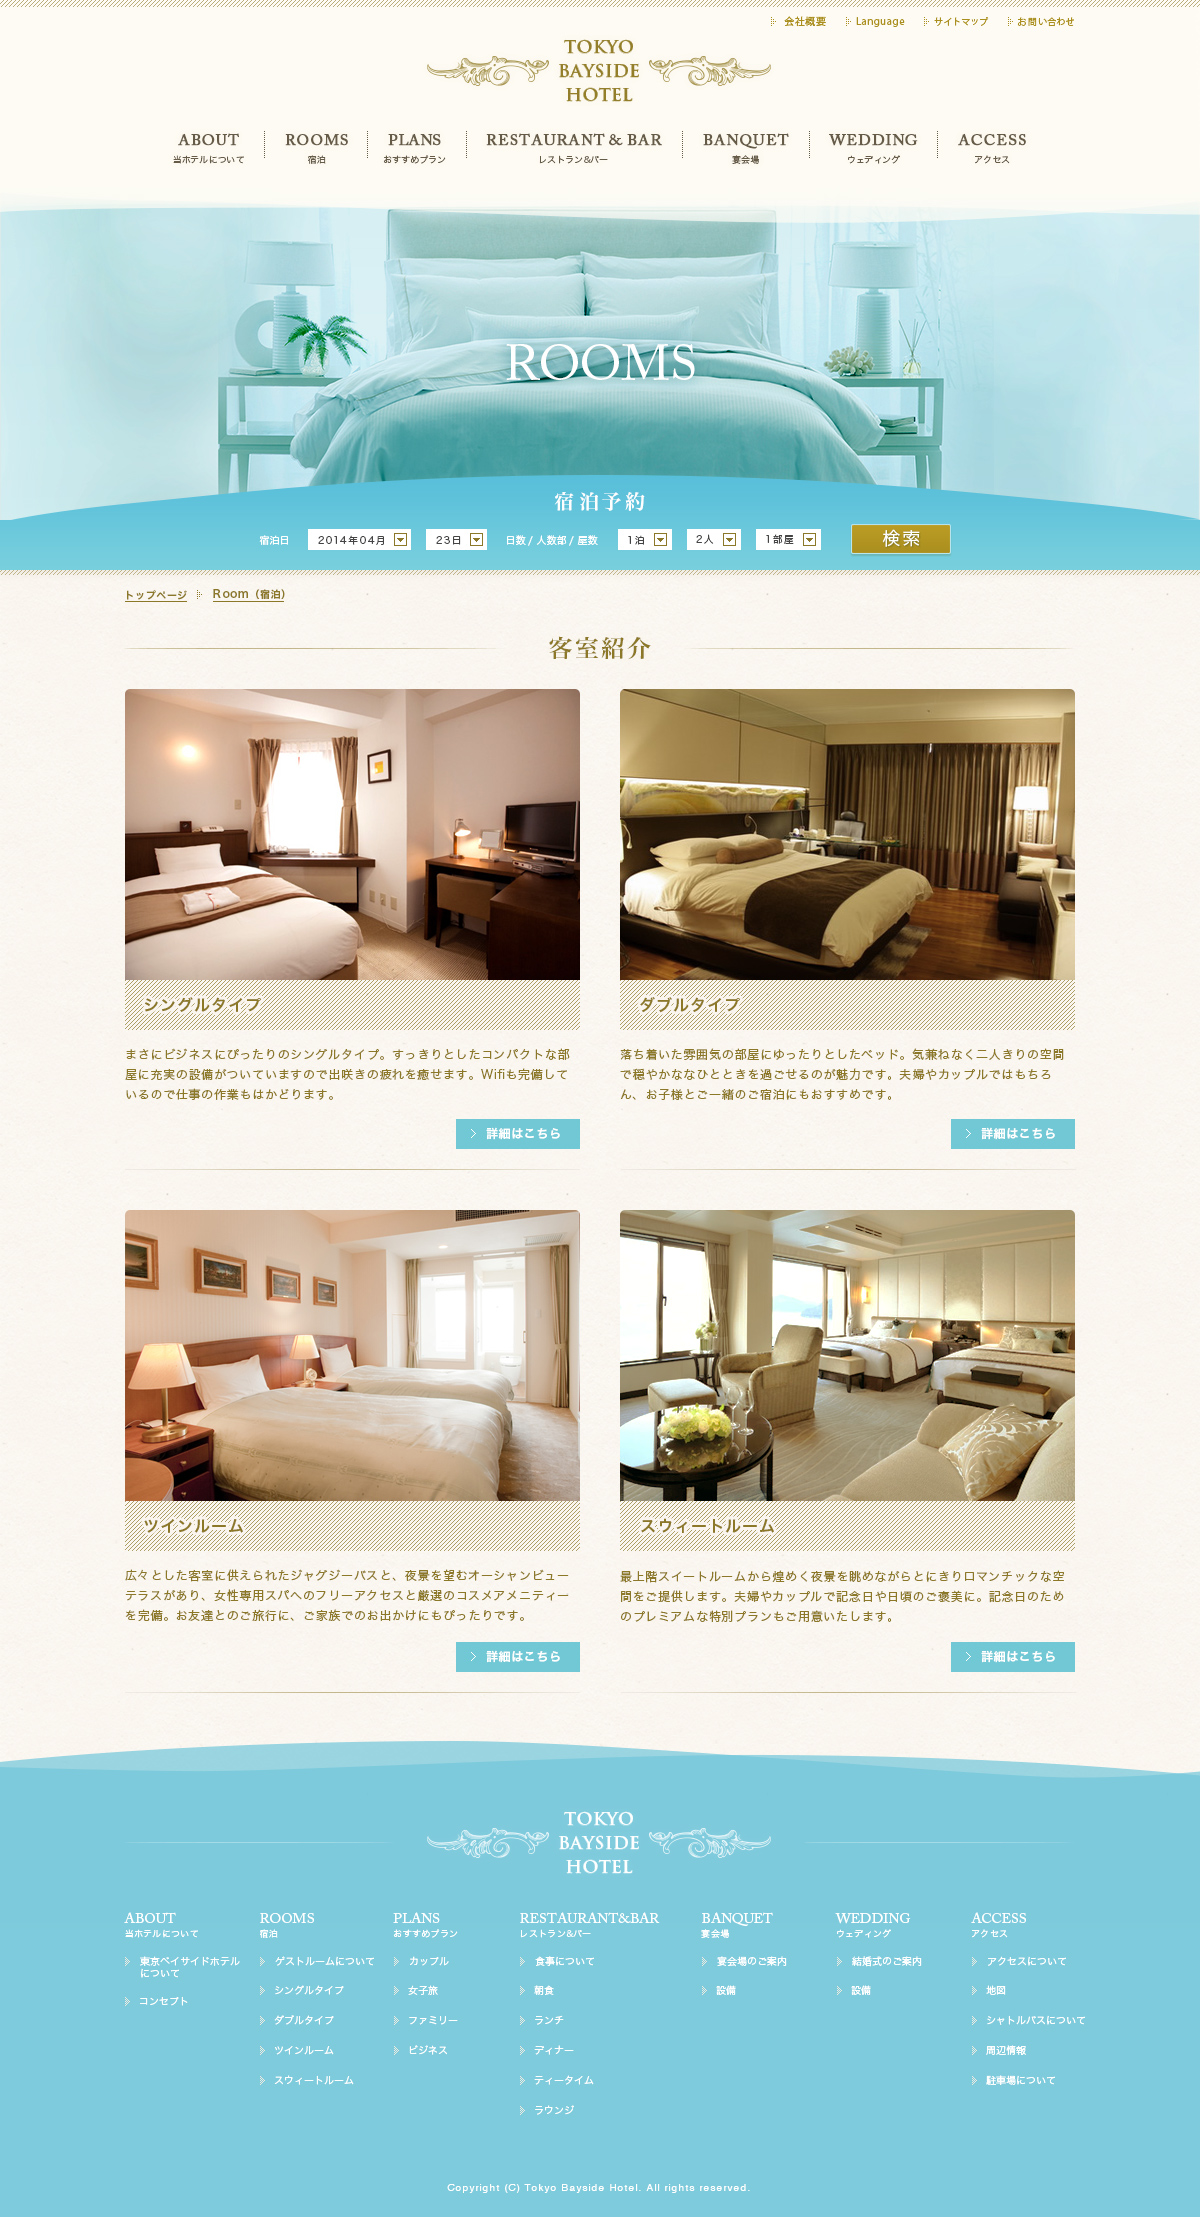 会社概要 Language サイトマップ お問い合わせ
TOKYO
BAYSIDE
HOTEL
ABOUT ROOMS PLANS RESTAURANT & BAR BANQUET WEDDING ACCESS
当ホテルについて 宿泊 おすすめプラン レストラン&バー 宴会場 ウェディング アクセス
ROOMS
宿泊予約
宿泊日 2014年04月 23日 日数 / 人数部 / 屋数 1泊 2人 1部屋 検索
トップページ Room（宿泊）
客室紹介
シングルタイプ
まさにビジネスにぴったりのシングルタイプ。すっきりとしたコンパクトな部
屋に充実の設備がついていますので出咲きの疲れを癒せます。Wifiも完備して
いるので仕事の作業もはかどります。
詳細はこちら
ダブルタイプ
落ち着いた雰囲気の部屋にゆったりとしたベッド。気兼ねなく二人きりの空間
で穏やかなひとときを過ごせるのが魅力です。夫婦やカップルではもちろ
ん、お子様とご一緒のご宿泊にもおすすめです。
詳細はこちら
ツインルーム
広々とした客室に供えられたジャグジーバスと、夜景を望むオーシャンビュー
テラスがあり、女性専用スパへのフリーアクセスと厳選のコスメアメニティー
を完備。お友達とのご旅行に、ご家族でのお出かけにもぴったりです。
詳細はこちら
スウィートルーム
最上階スイートルームから煌めく夜景を眺めながらとにきりロマンチックな空
間をご提供します。夫婦やカップルで記念日や日頃のご褒美に。記念日のため
のプレミアムな特別プランもご用意いたします。
詳細はこちら
TOKYO
BAYSIDE
HOTEL
ABOUT
当ホテルについて
東京ベイサイドホテル
について
コンセプト
ROOMS
宿泊
ゲストルームについて
シングルタイプ
ダブルタイプ
ツインルーム
スウィートルーム
PLANS
おすすめプラン
カップル
女子旅
ファミリー
ビジネス
RESTAURANT&BAR
レストラン&バー
食事について
朝食
ランチ
ディナー
ティータイム
ラウンジ
BANQUET
宴会場
宴会場のご案内
設備
WEDDING
ウェディング
結婚式のご案内
設備
ACCESS
アクセス
アクセスについて
地図
シャトルバスについて
周辺情報
駐車場について
Copyright (C) Tokyo Bayside Hotel. All rights reserved.